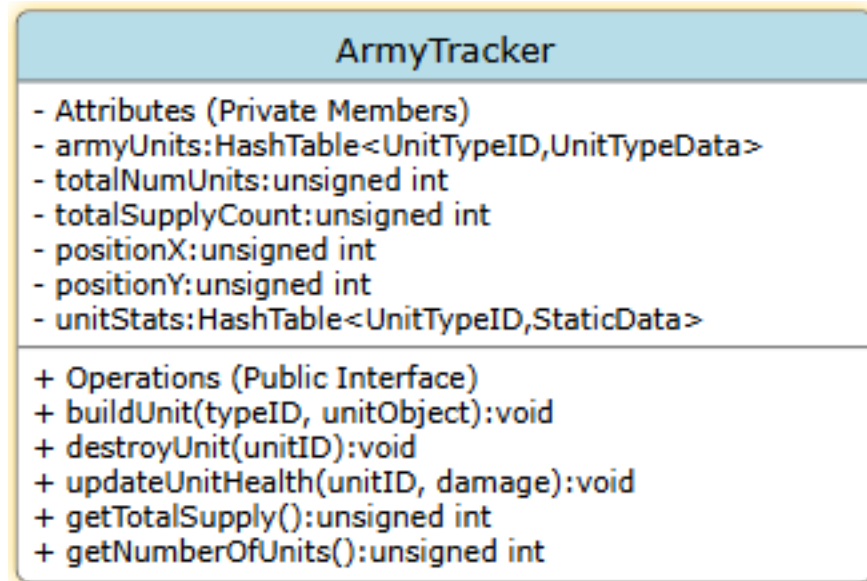 ArmyTracker
- Attributes (Private Members)
- armyUnits:HashTable<UnitTypeID,UnitTypeData>
- totalNumUnits:unsigned int
- totalSupplyCount:unsigned int
- positionX:unsigned int
- positionY:unsigned int
- unitStats:HashTable<UnitTypeID,StaticData>
+ Operations (Public Interface)
+ buildUnit(typeID, unitObject):void
+ destroyUnit(unitID):void
+ updateUnitHealth(unitID, damage):void
+ getTotalSupply():unsigned int
+ getNumberOfUnits():unsigned int